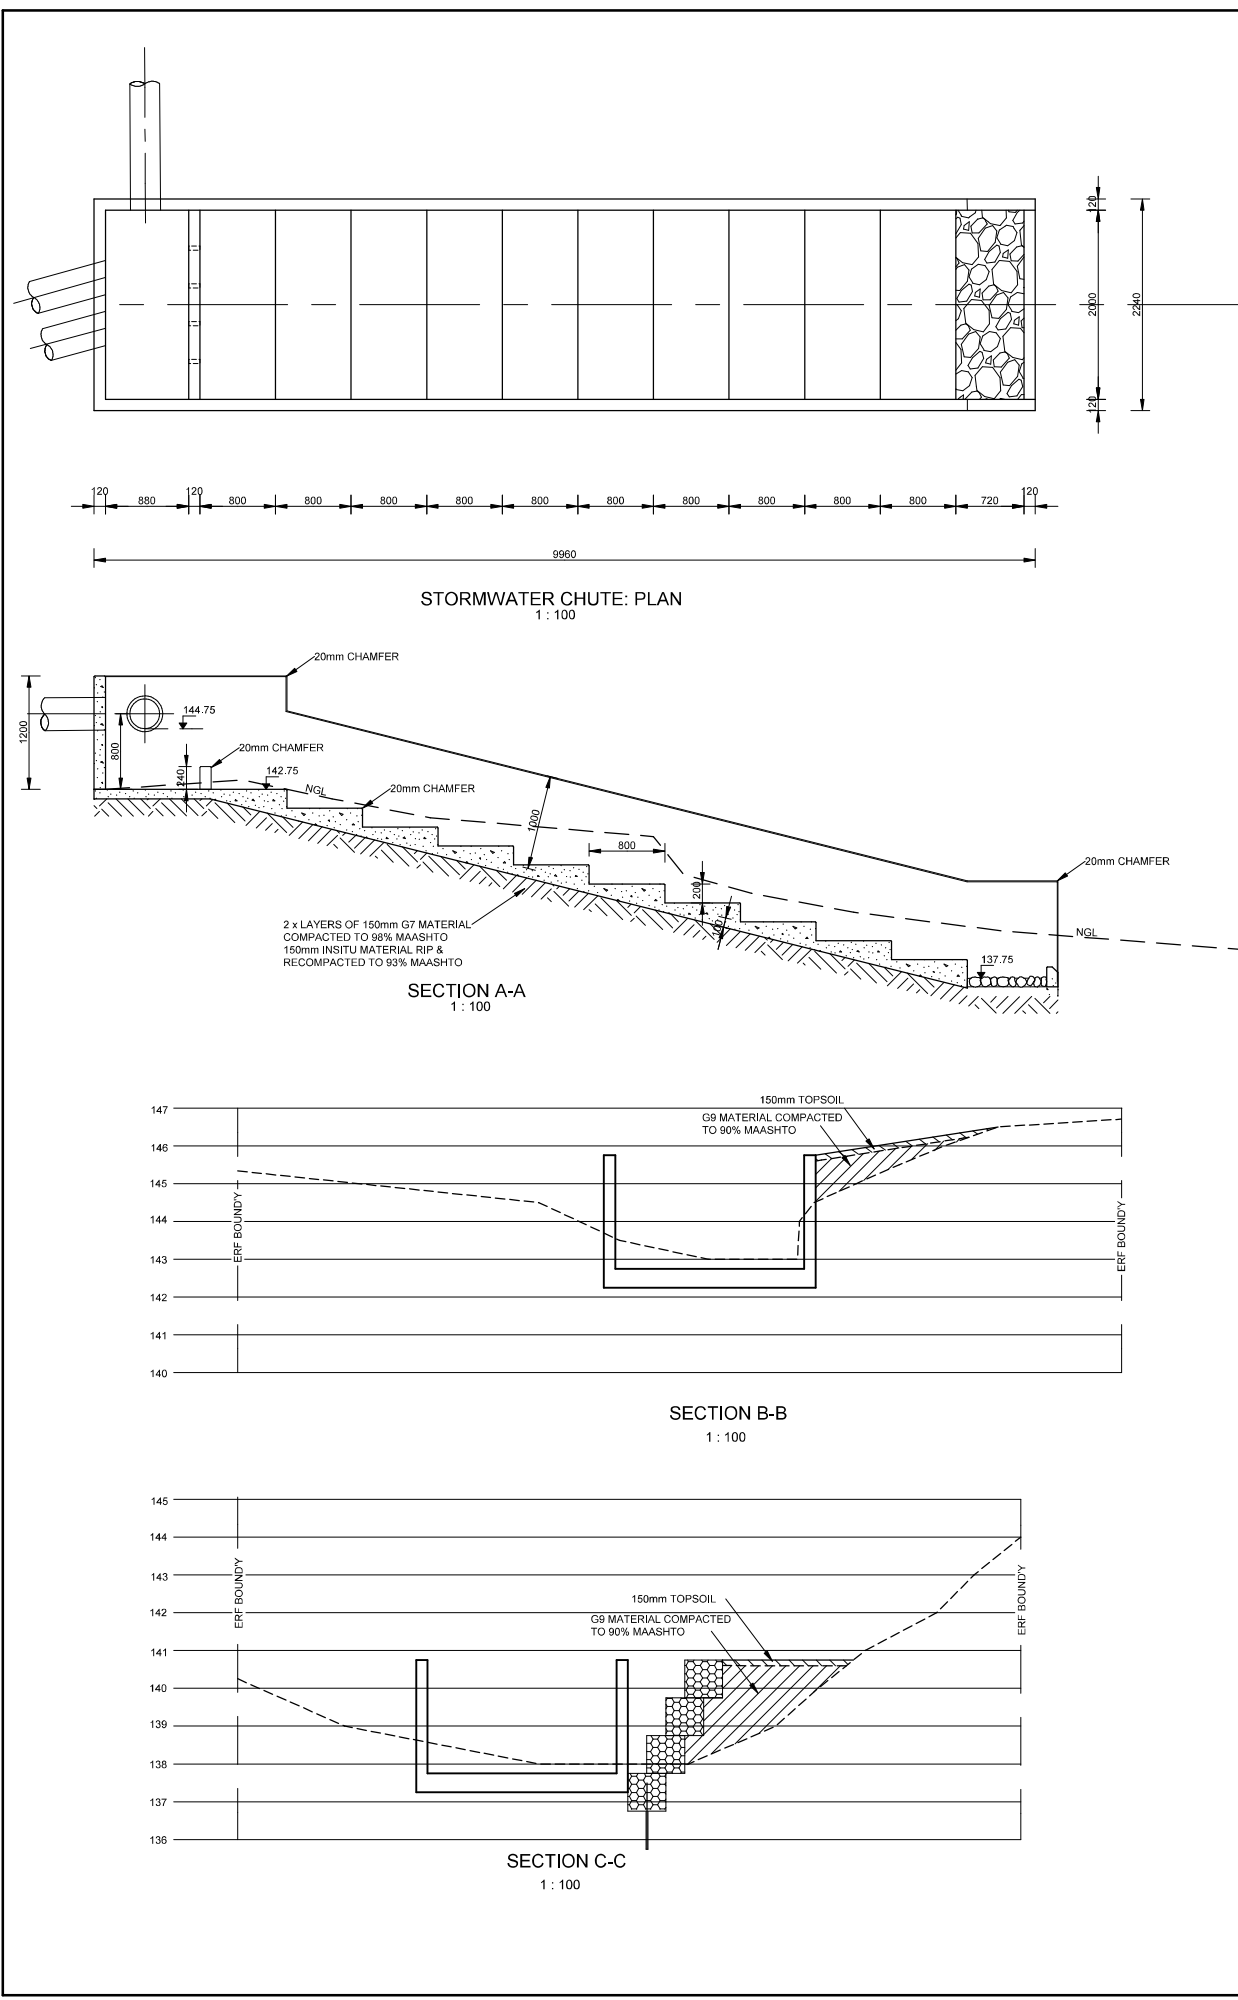 120
2000
2240
120
120
880
120
800
800
800
800
800
800
800
800
800
800
720
120
9960
STORMWATER CHUTE: PLAN
1 : 100
20mm CHAMFER
1200
144.75
800
20mm CHAMFER
240
142.75
NGL
20mm CHAMFER
1000
800
200
100
20mm CHAMFER
NGL
137.75
2 x LAYERS OF 150mm G7 MATERIAL
COMPACTED TO 98% MAASHTO
150mm INSITU MATERIAL RIP &
RECOMPACTED TO 93% MAASHTO
SECTION A-A
1 : 100
150mm TOPSOIL
G9 MATERIAL COMPACTED
TO 90% MAASHTO
147
146
145
144
143
142
141
140
ERF BOUND'Y
ERF BOUND'Y
SECTION B-B
1 : 100
145
144
143
142
141
140
139
138
137
136
ERF BOUND'Y
150mm TOPSOIL
G9 MATERIAL COMPACTED
TO 90% MAASHTO
ERF BOUND'Y
SECTION C-C
1 : 100